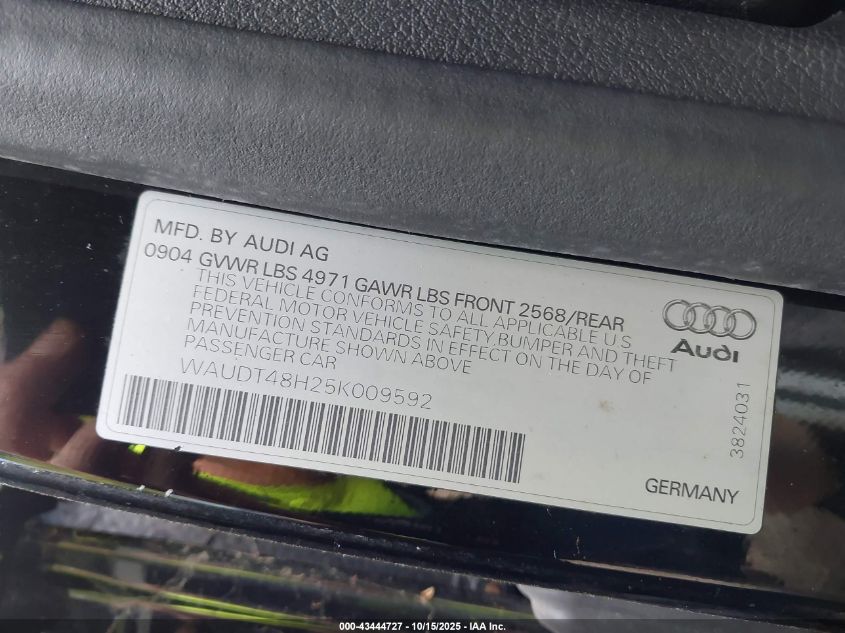 MFD. BY AUDI AG
0904 GVWR LBS 4971 GAWR LBS FRONT 2568/REAR
THIS VEHICLE CONFORMS TO ALL APPLICABLE U S
FEDERAL MOTOR VEHICLE SAFETY,BUMPER AND THEFT
PREVENTION STANDARDS IN EFFECT ON THE DAY OF
MANUFACTURE SHOWN ABOVE
PASSENGER CAR
WAUDT48H25K009592
Audi
3824031
GERMANY
000-43444727 - 10/15/2025 - IAA Inc.